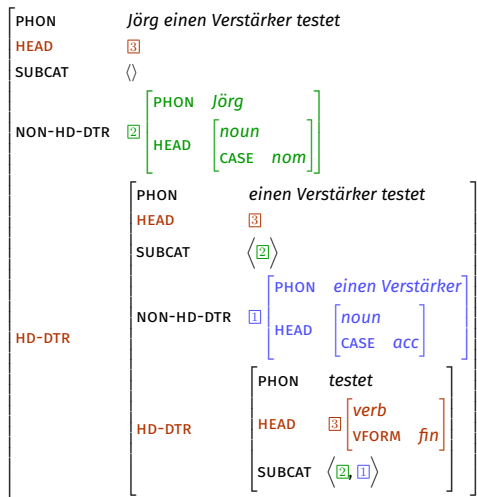 PHON Jörg einen Verstärker testet
HEAD 3
SUBCAT ⟨⟩
PHON Jörg
NON-HD-DTR 2
HEAD noun
CASE nom
PHON einen Verstärker testet
HEAD 3
SUBCAT ⟨2⟩
PHON einen Verstärker
NON-HD-DTR 1
HEAD noun
CASE acc
HD-DTR
PHON testet
HD-DTR HEAD 3 verb
VFORM fin
SUBCAT ⟨2, 1⟩